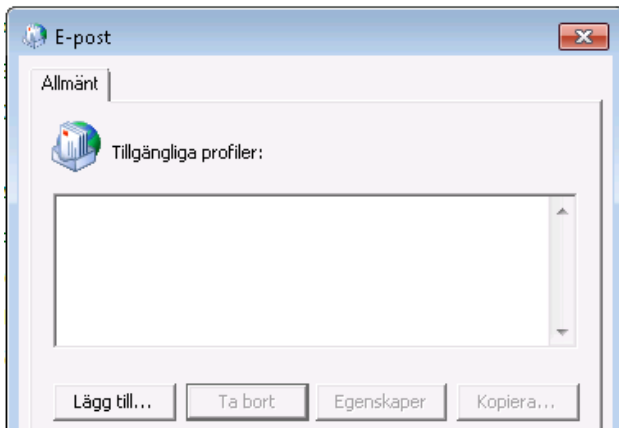 E-post
Allmänt
Tillgängliga profiler:
Lägg till... Ta bort Egenskaper Kopiera...